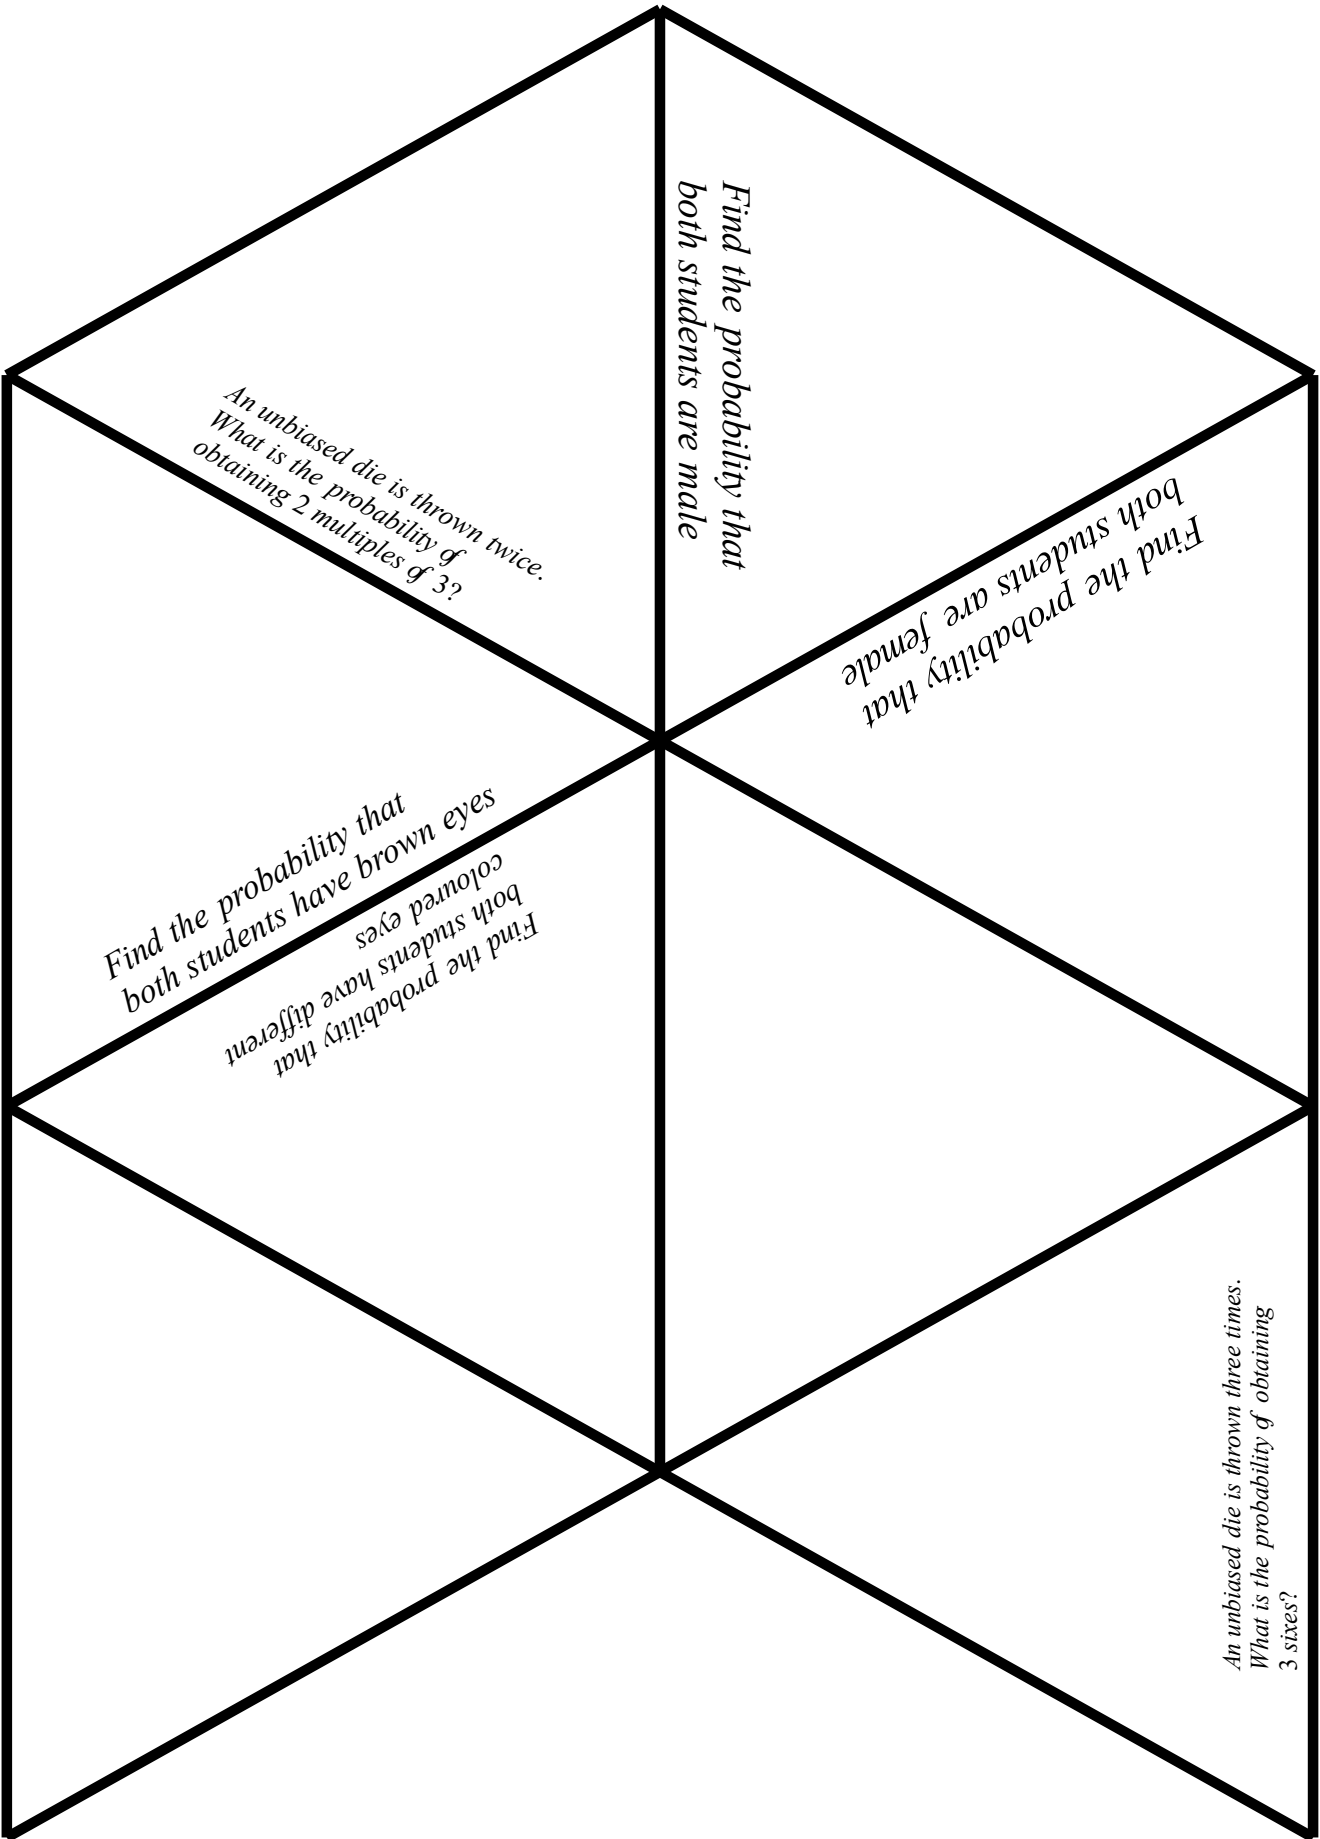 Find the probability that
both students are male
An unbiased die is thrown twice.
What is the probability of
obtaining 2 multiples of 3?
Find the probability that
both students are female
Find the probability that
both students have brown eyes
Find the probability that
both students have different
coloured eyes
An unbiased die is thrown three times.
What is the probability of obtaining
3 sixes?